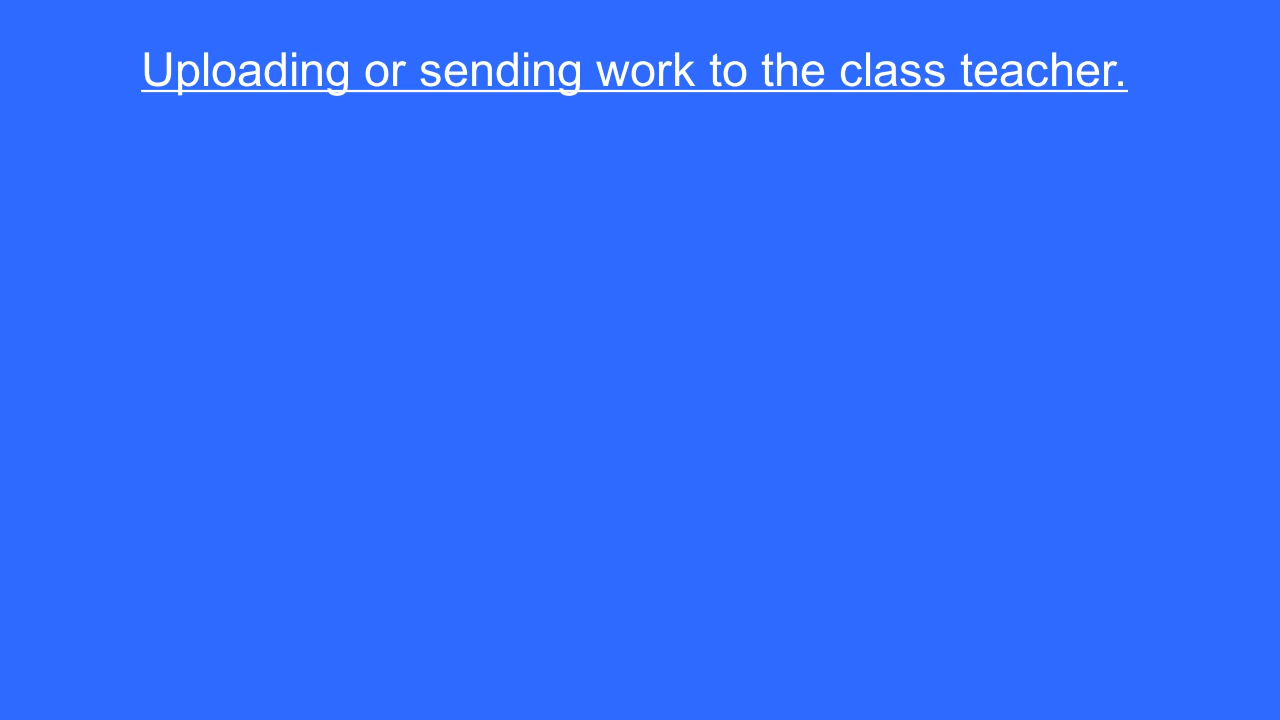 Uploading or sending work to the class teacher.